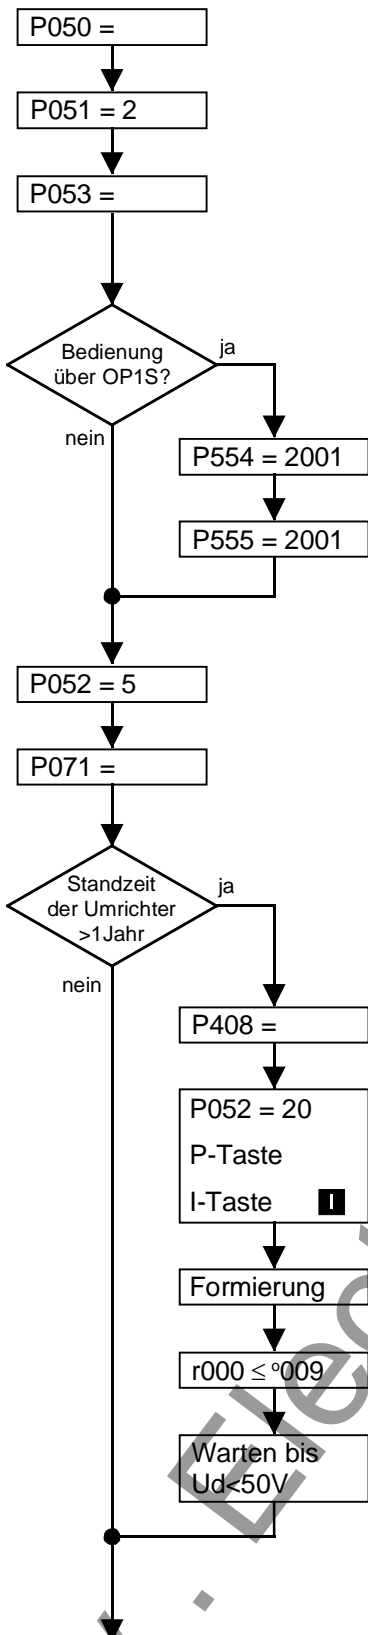 P050 =
P051 = 2
P053 =
Bedienung
über OP1S?
ja
nein
P554 = 2001
P555 = 2001
P052 = 5
P071 =
Standzeit
der Umrichter
>1Jahr
ja
nein
P408 =
P052 = 20
P-Taste
I-Taste I
Formierung
r000 ≤ °009
Warten bis
Ud<50V
. Elec